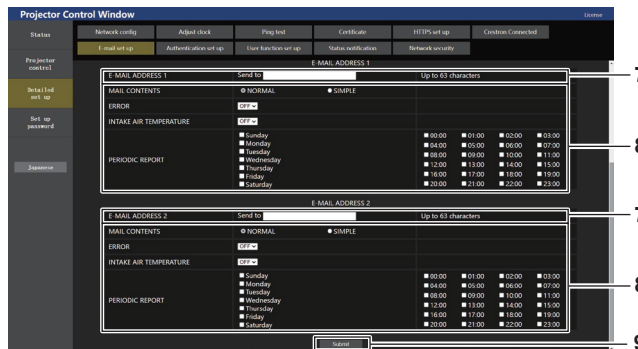 Projector Control Window
License
Status
Network config
Adjust clock
Ping test
Certificate
HTTPS set up
Crestron Connected
E-mail set up
Authentication set up
User function set up
Status notification
Network security
Projector control
Detailed set up
Set up password
Japanese
E-MAIL ADDRESS 1
E-MAIL ADDRESS 1 Send to Up to 63 characters
MAIL CONTENTS NORMAL SIMPLE
ERROR OFF
INTAKE AIR TEMPERATURE OFF
PERIODIC REPORT
Sunday
Monday
Tuesday
Wednesday
Thursday
Friday
Saturday
00:00 01:00 02:00 03:00
04:00 05:00 06:00 07:00
08:00 09:00 10:00 11:00
12:00 13:00 14:00 15:00
16:00 17:00 18:00 19:00
20:00 21:00 22:00 23:00
E-MAIL ADDRESS 2
E-MAIL ADDRESS 2 Send to Up to 63 characters
MAIL CONTENTS NORMAL SIMPLE
ERROR OFF
INTAKE AIR TEMPERATURE OFF
PERIODIC REPORT
Sunday
Monday
Tuesday
Wednesday
Thursday
Friday
Saturday
00:00 01:00 02:00 03:00
04:00 05:00 06:00 07:00
08:00 09:00 10:00 11:00
12:00 13:00 14:00 15:00
16:00 17:00 18:00 19:00
20:00 21:00 22:00 23:00
Submit
7
8
7
8
9